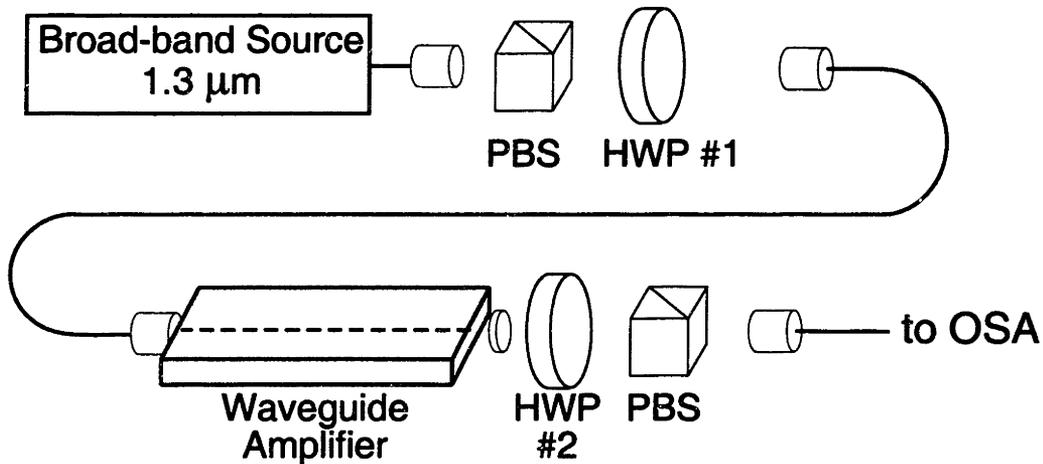 Broad-band Source
1.3 μm
PBS
HWP #1
to OSA
Waveguide
Amplifier
HWP
#2
PBS